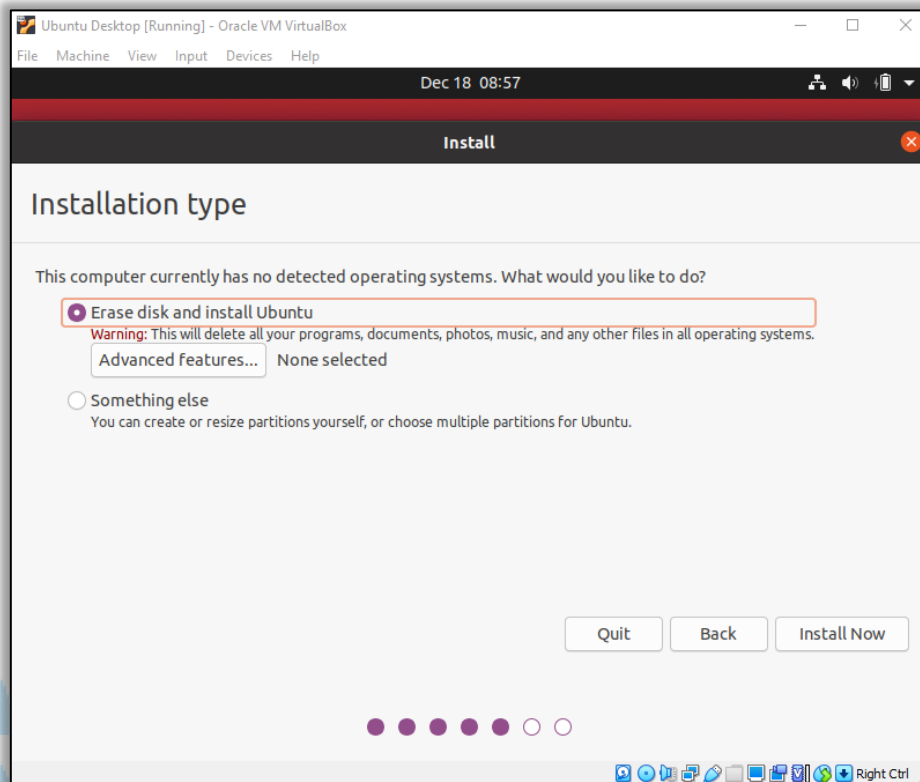 Ubuntu Desktop [Running] - Oracle VM VirtualBox
File Machine View Input Devices Help
Dec 18 08:57
Install
Installation type
This computer currently has no detected operating systems. What would you like to do?
Erase disk and install Ubuntu
Warning: This will delete all your programs, documents, photos, music, and any other files in all operating systems.
Advanced features... None selected
Something else
You can create or resize partitions yourself, or choose multiple partitions for Ubuntu.
Quit Back Install Now
Right Ctrl